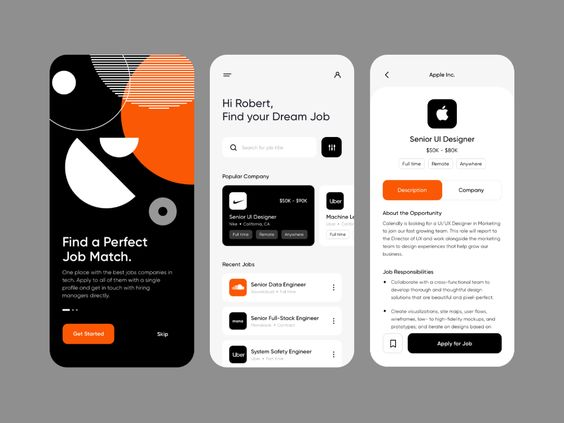 Find a Perfect
Job Match.
One place with the best jobs companies in
tech. Apply to all of them with a single
profile and get in touch with hiring
managers directly.
Get Started
Skip
Hi Robert,
Find your Dream Job
Search for job title
Popular Company
$50K - $90K
Senior UI Designer
Nike • California, CA
Full time
Remote
Anywhere
Uber
Machine Le
Uber • Ca
Full time
Recent Jobs
Senior Data Engineer
Soundcloud • Full time
Senior Full-Stack Engineer
• Contract
Uber
System Safety Engineer
Uber • Part time
Apple Inc.
Senior UI Designer
$50K - $80K
Full time
Remote
Anywhere
Description
Company
About the Opportunity
Calendly is looking for a UI/UX Designer in Marketing
to join our fast growing team. This role will report
to the Director of UX and work alongside the marketing
team to design experiences that help grow our
business.
Job Responsibilities
Collaborate with a cross-functional team to
develop thorough and thoughtful design
solutions that are beautiful and pixel-perfect.
Create visualizations, site maps, user flows,
wireframes, low- to high-fidelity mockups, and
prototypes, and iterate on designs based on
Apply for Job